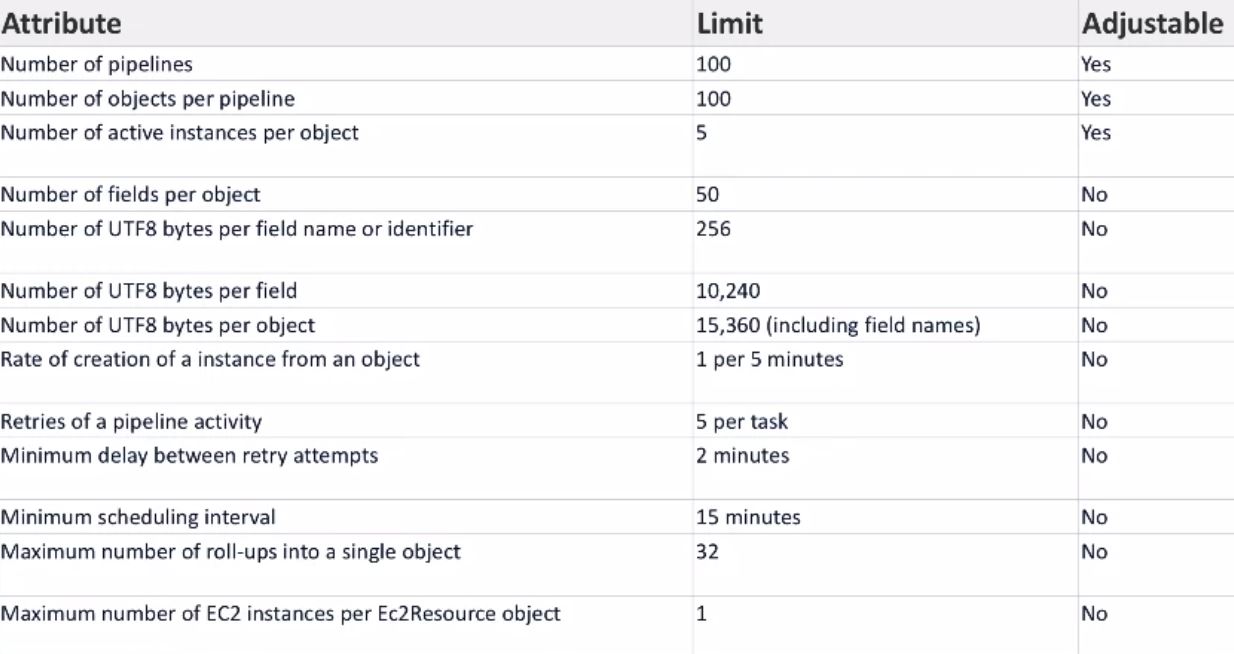 Attribute Limit Adjustable
Number of pipelines 100 Yes
Number of objects per pipeline 100 Yes
Number of active instances per object 5 Yes
Number of fields per object 50 No
Number of UTF8 bytes per field name or identifier 256 No
Number of UTF8 bytes per field 10,240 No
Number of UTF8 bytes per object 15,360 (including field names) No
Rate of creation of a instance from an object 1 per 5 minutes No
Retries of a pipeline activity 5 per task No
Minimum delay between retry attempts 2 minutes No
Minimum scheduling interval 15 minutes No
Maximum number of roll-ups into a single object 32 No
Maximum number of EC2 instances per Ec2Resource object 1 No